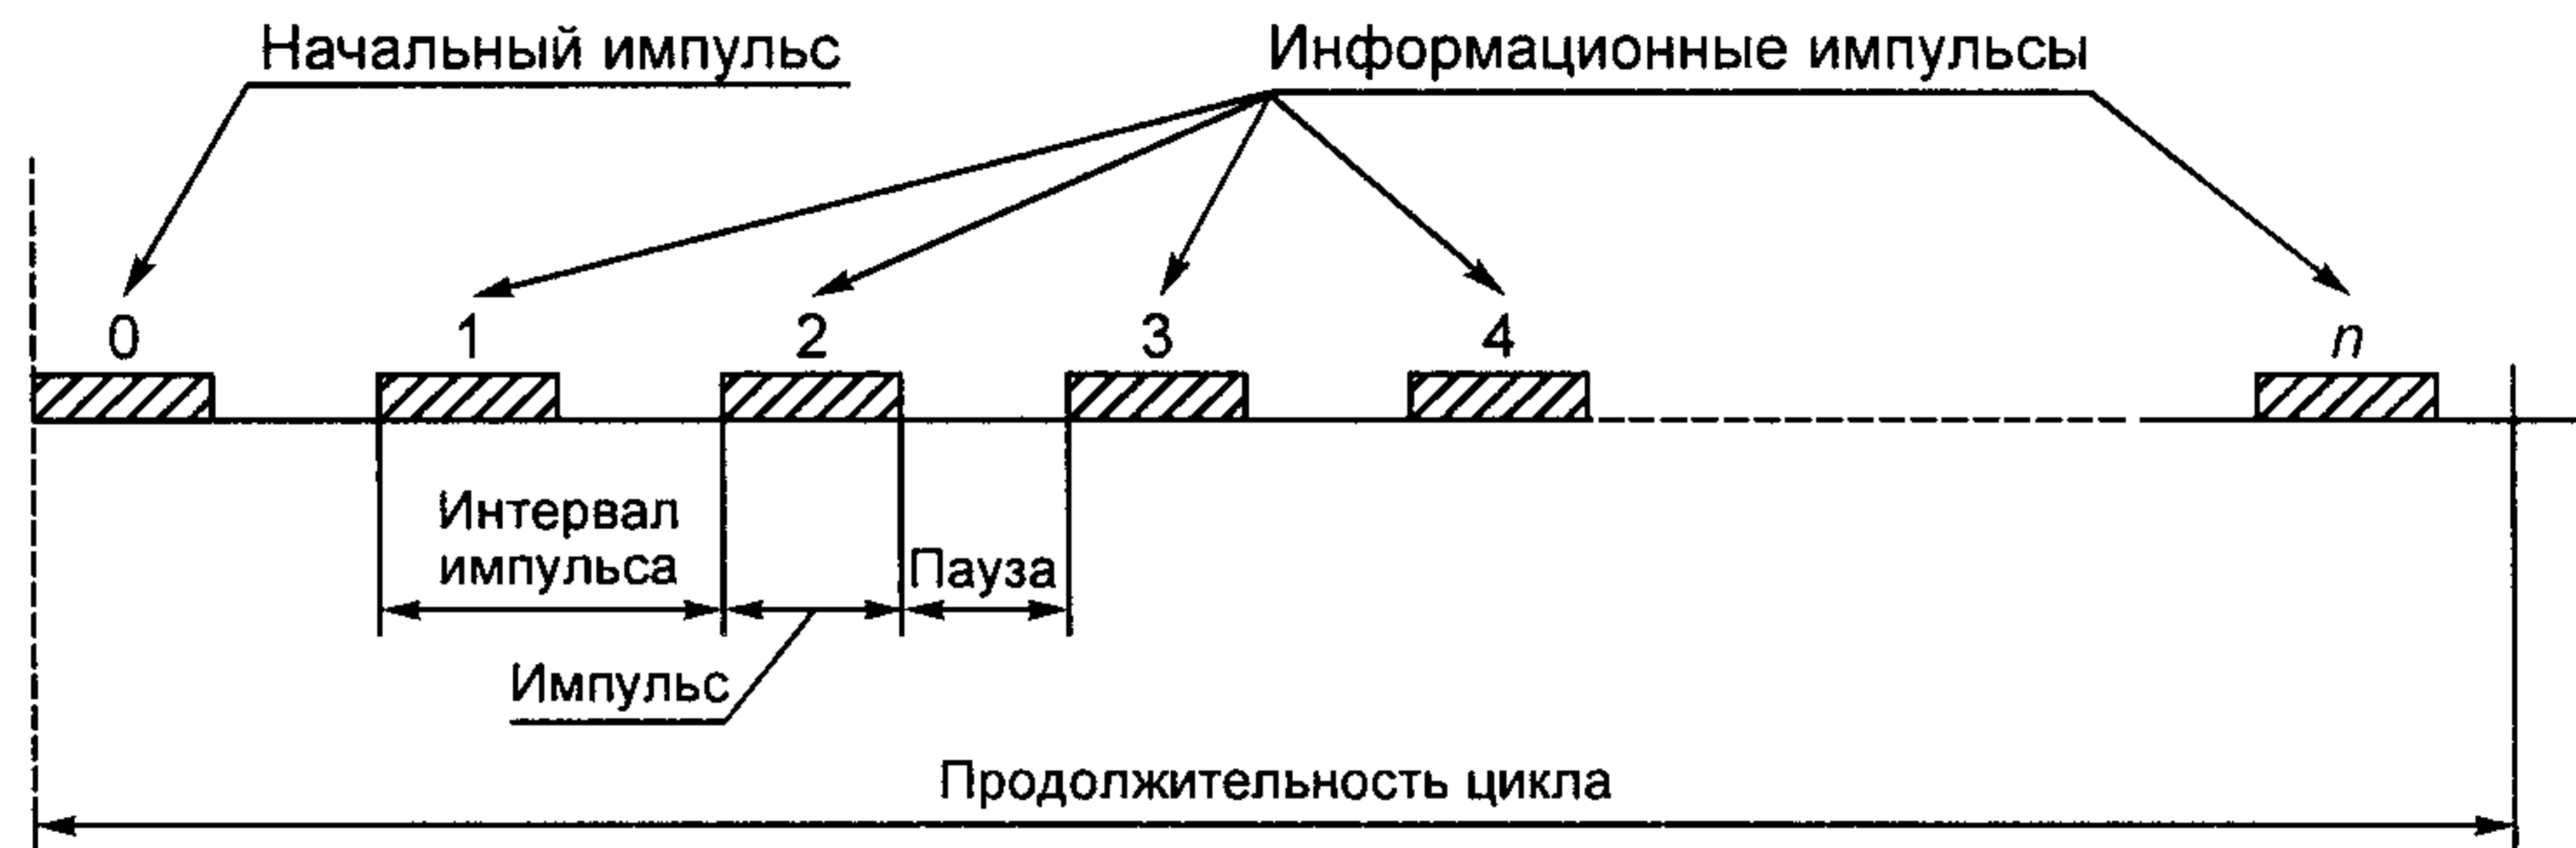 Начальный импульс
Информационные импульсы
0 1 2 3 4 n
Интервал
импульса
Пауза
Импульс
Продолжительность цикла